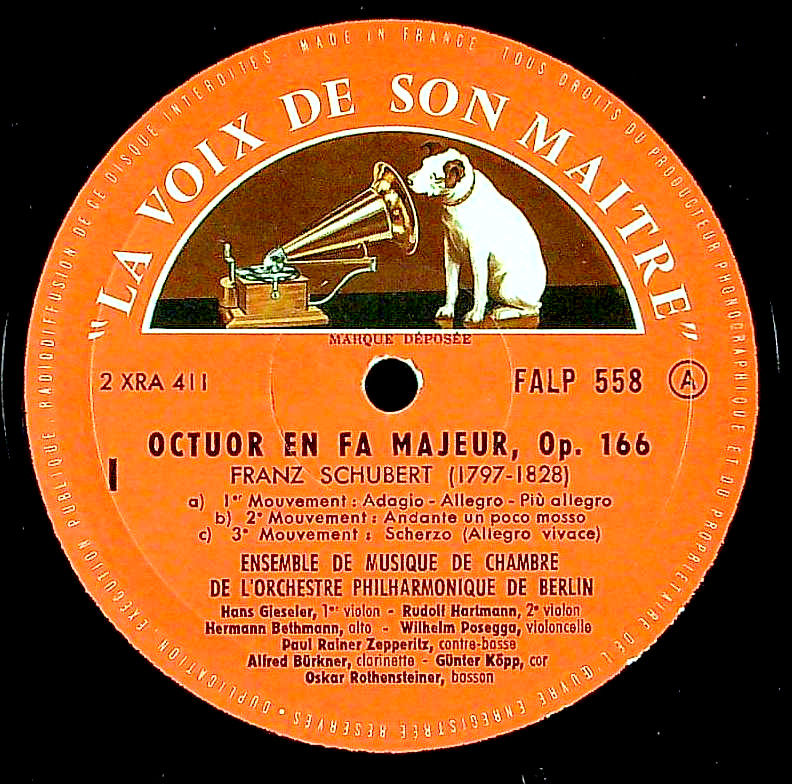 MADE IN FRANCE · TOUS DROITS DU PRODUCTEUR PHONOGRAPHIQUE ET DU PROPRIÉTAIRE DE L'ŒUVRE ENREGISTRÉE RÉSERVÉS • DUPLICATION · EXÉCUTION PUBLIQUE · RADIODIFFUSION DE CE DISQUE INTERDITES ·
"LA VOIX DE SON MAITRE"
MARQUE DÉPOSÉE
2 XRA 411 FALP 558 A
OCTUOR EN FA MAJEUR, Op. 166
I FRANZ SCHUBERT (1797-1828)
a) 1er Mouvement : Adagio - Allegro - Più allegro
b) 2e Mouvement : Andante un poco mosso
c) 3e Mouvement : Scherzo (Allegro vivace)
ENSEMBLE DE MUSIQUE DE CHAMBRE
DE L'ORCHESTRE PHILHARMONIQUE DE BERLIN
Hans Gieseler, 1er violon - Rudolf Hartmann, 2e violon
Hermann Bethmann, alto - Wilhelm Posegga, violoncelle
Paul Rainer Zepperitz, contre-basse
Alfred Bürkner, clarinette - Günter Köpp, cor
Oskar Rothensteiner, basson